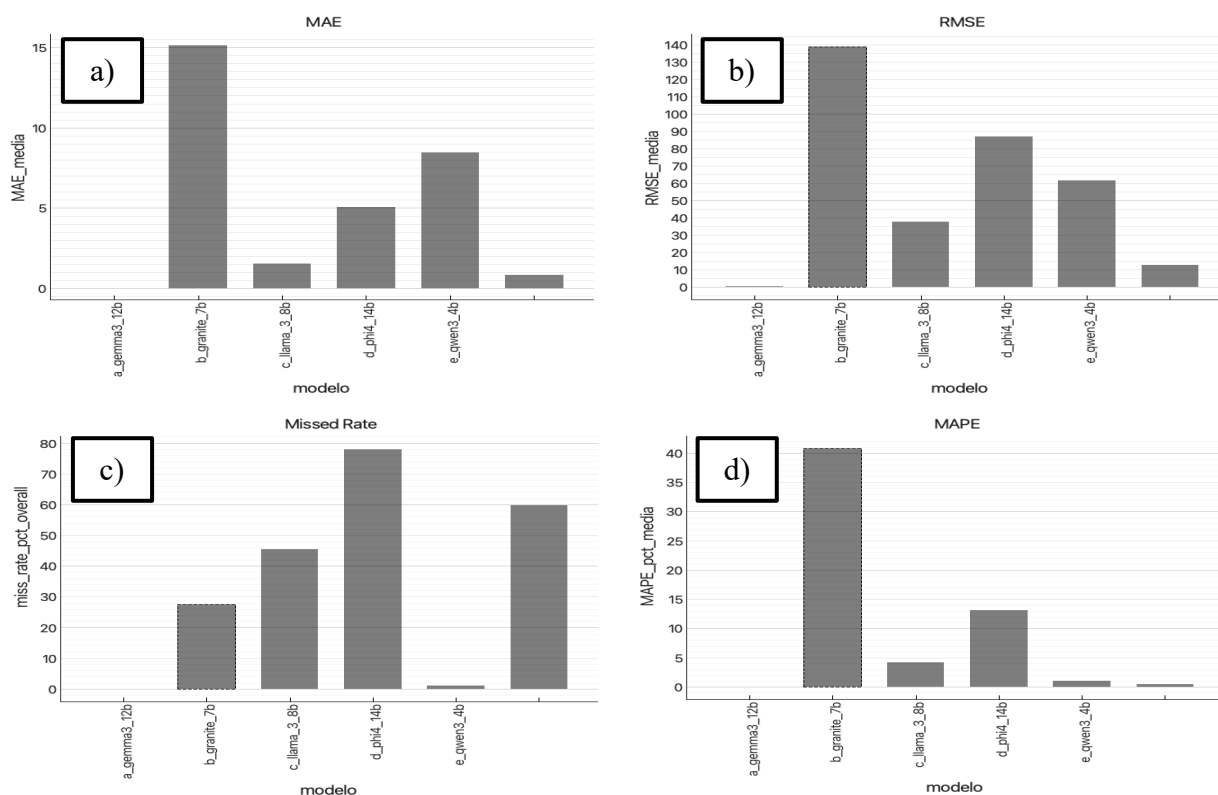 MAE
a)
15
10
5
0
MAE_media
a_gemma3_12b
b_granite_7b
c_llama_3_8b
d_phi4_14b
e_qwen3_4b
modelo
RMSE
b)
140
130
120
110
100
90
80
70
60
50
40
30
20
10
0
RMSE_media
a_gemma3_12b
b_granite_7b
c_llama_3_8b
d_phi4_14b
e_qwen3_4b
modelo
Missed Rate
c)
80
70
60
50
40
30
20
10
0
miss_rate_pct_overall
a_gemma3_12b
b_granite_7b
c_llama_3_8b
d_phi4_14b
e_qwen3_4b
modelo
MAPE
d)
40
35
30
25
20
15
10
5
0
MAPE_pct_media
a_gemma3_12b
b_granite_7b
c_llama_3_8b
d_phi4_14b
e_qwen3_4b
modelo